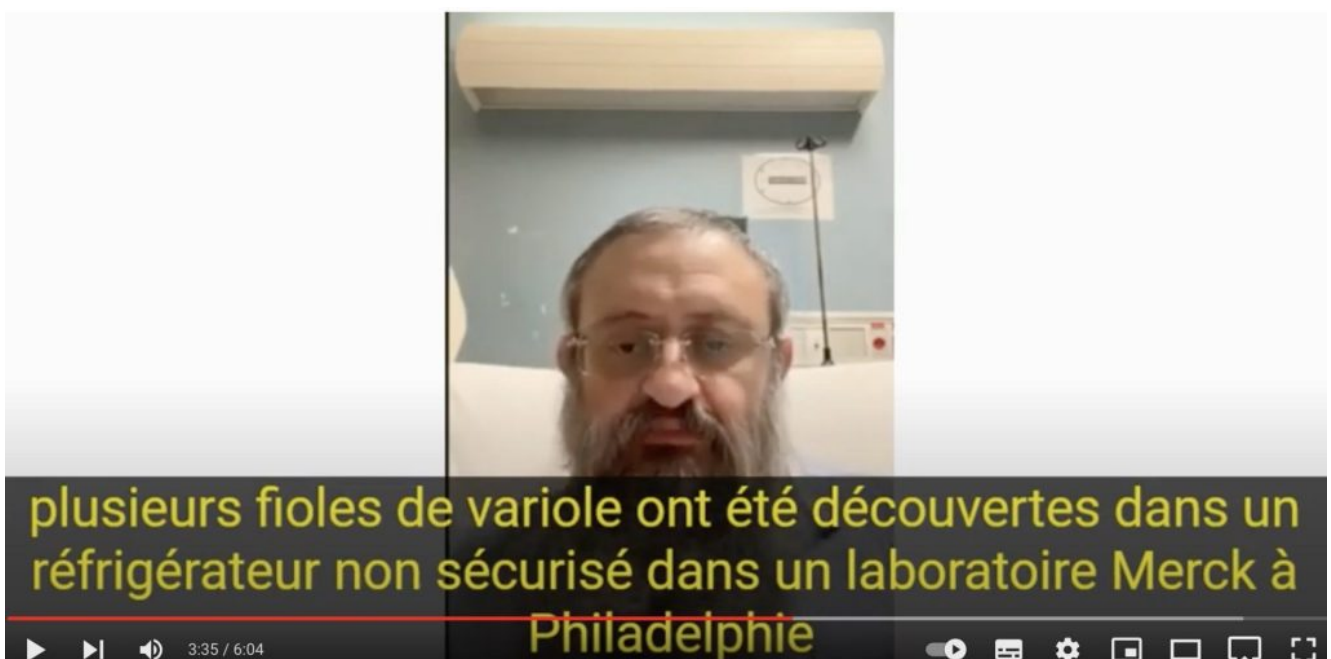 plusieurs fioles de variole ont été découvertes dans un
réfrigérateur non sécurisé dans un laboratoire Merck à
Philadelphie
3:35 / 6:04